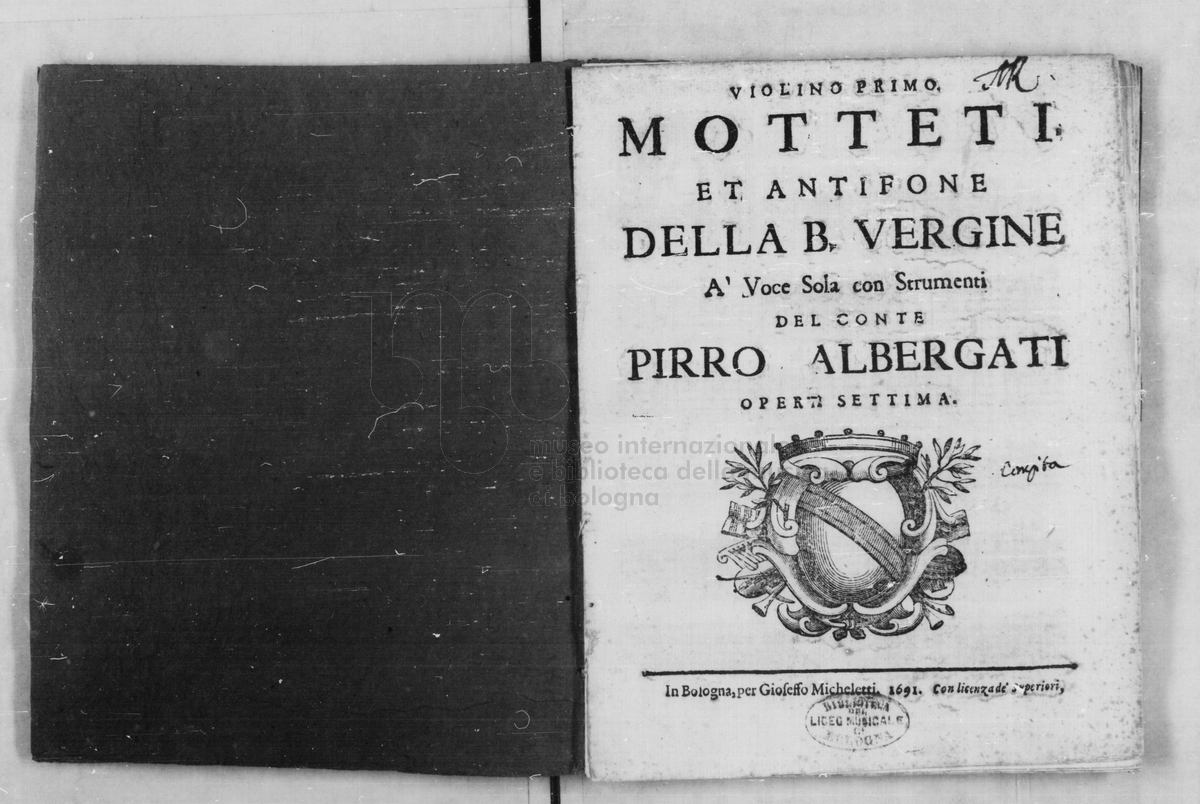 VIOLINO PRIMO.
MOTTETI
ET ANTIFONE
DELLA B. VERGINE
A' Voce Sola con Strumenti
DEL CONTE
PIRRO ALBERGATI
OPERA SETTIMA.
museo internazionale
e biblioteca della
di bologna
In Bologna, per Gioseffo Micheletti. 1691. Con licenza de' Superiori,
BIBLIOTECA
DEL
LICEO MUSICALE
DI
BOLOGNA